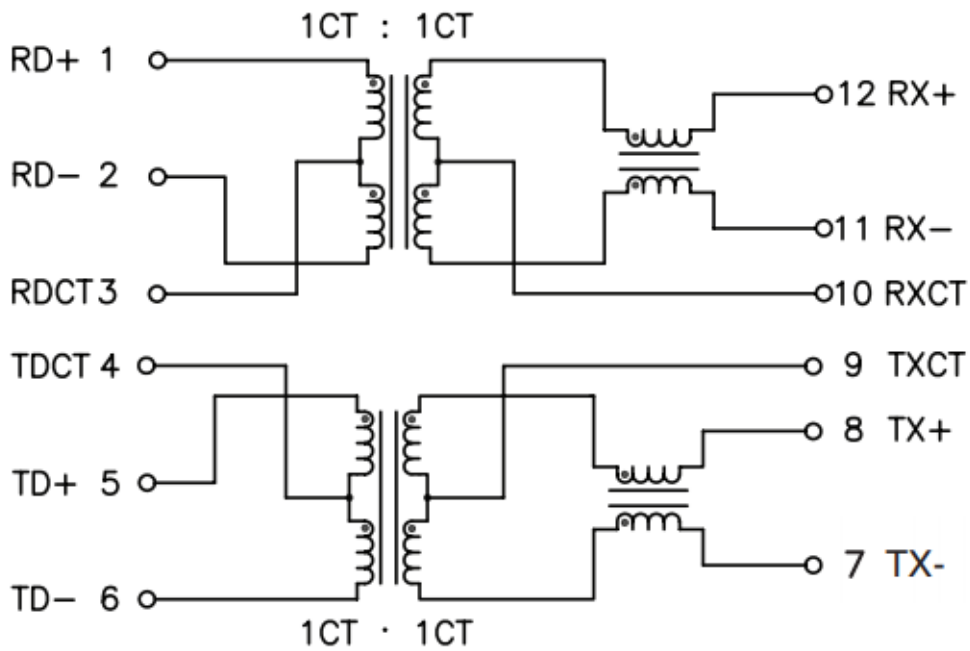 1CT : 1CT
RD+ 1
12 RX+
RD- 2
11 RX-
RDCT 3
10 RXCT
TDCT 4
9 TXCT
8 TX+
TD+ 5
7 TX-
TD- 6
1CT · 1CT